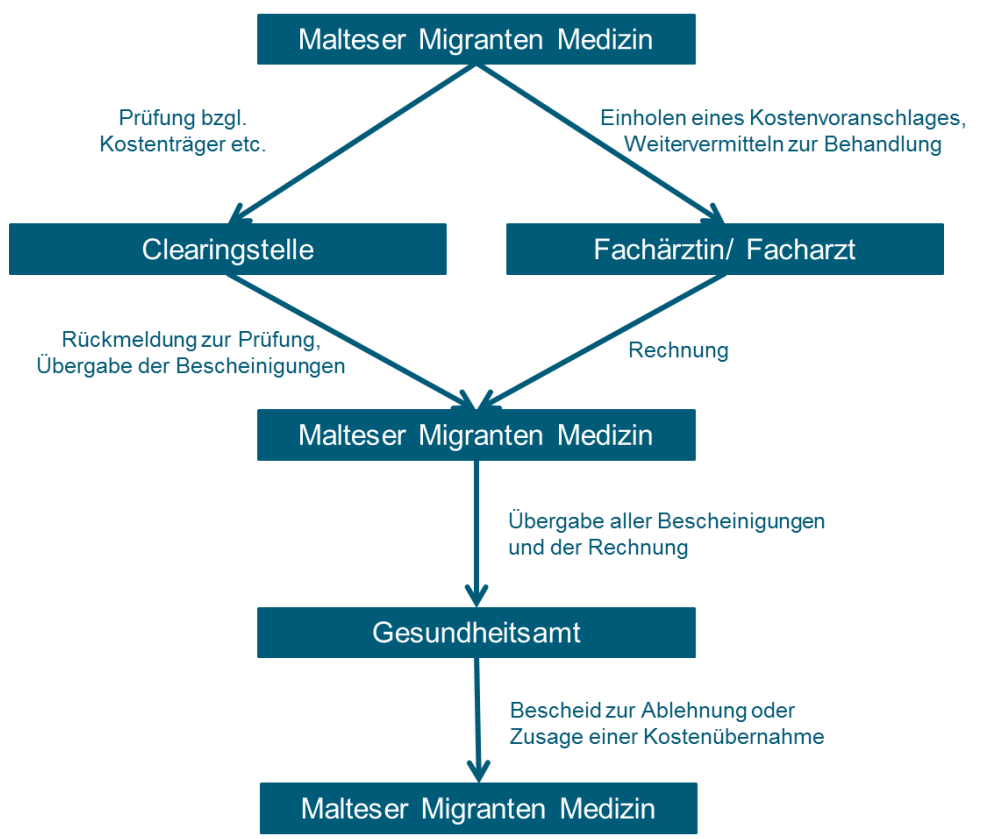 Malteser Migranten Medizin
Prüfung bzgl.
Kostenträger etc.
Einholen eines Kostenvoranschlages,
Weitervermitteln zur Behandlung
Clearingstelle
Fachärztin/ Facharzt
Rückmeldung zur Prüfung,
Übergabe der Bescheinigungen
Rechnung
Malteser Migranten Medizin
Übergabe aller Bescheinigungen
und der Rechnung
Gesundheitsamt
Bescheid zur Ablehnung oder
Zusage einer Kostenübernahme
Malteser Migranten Medizin